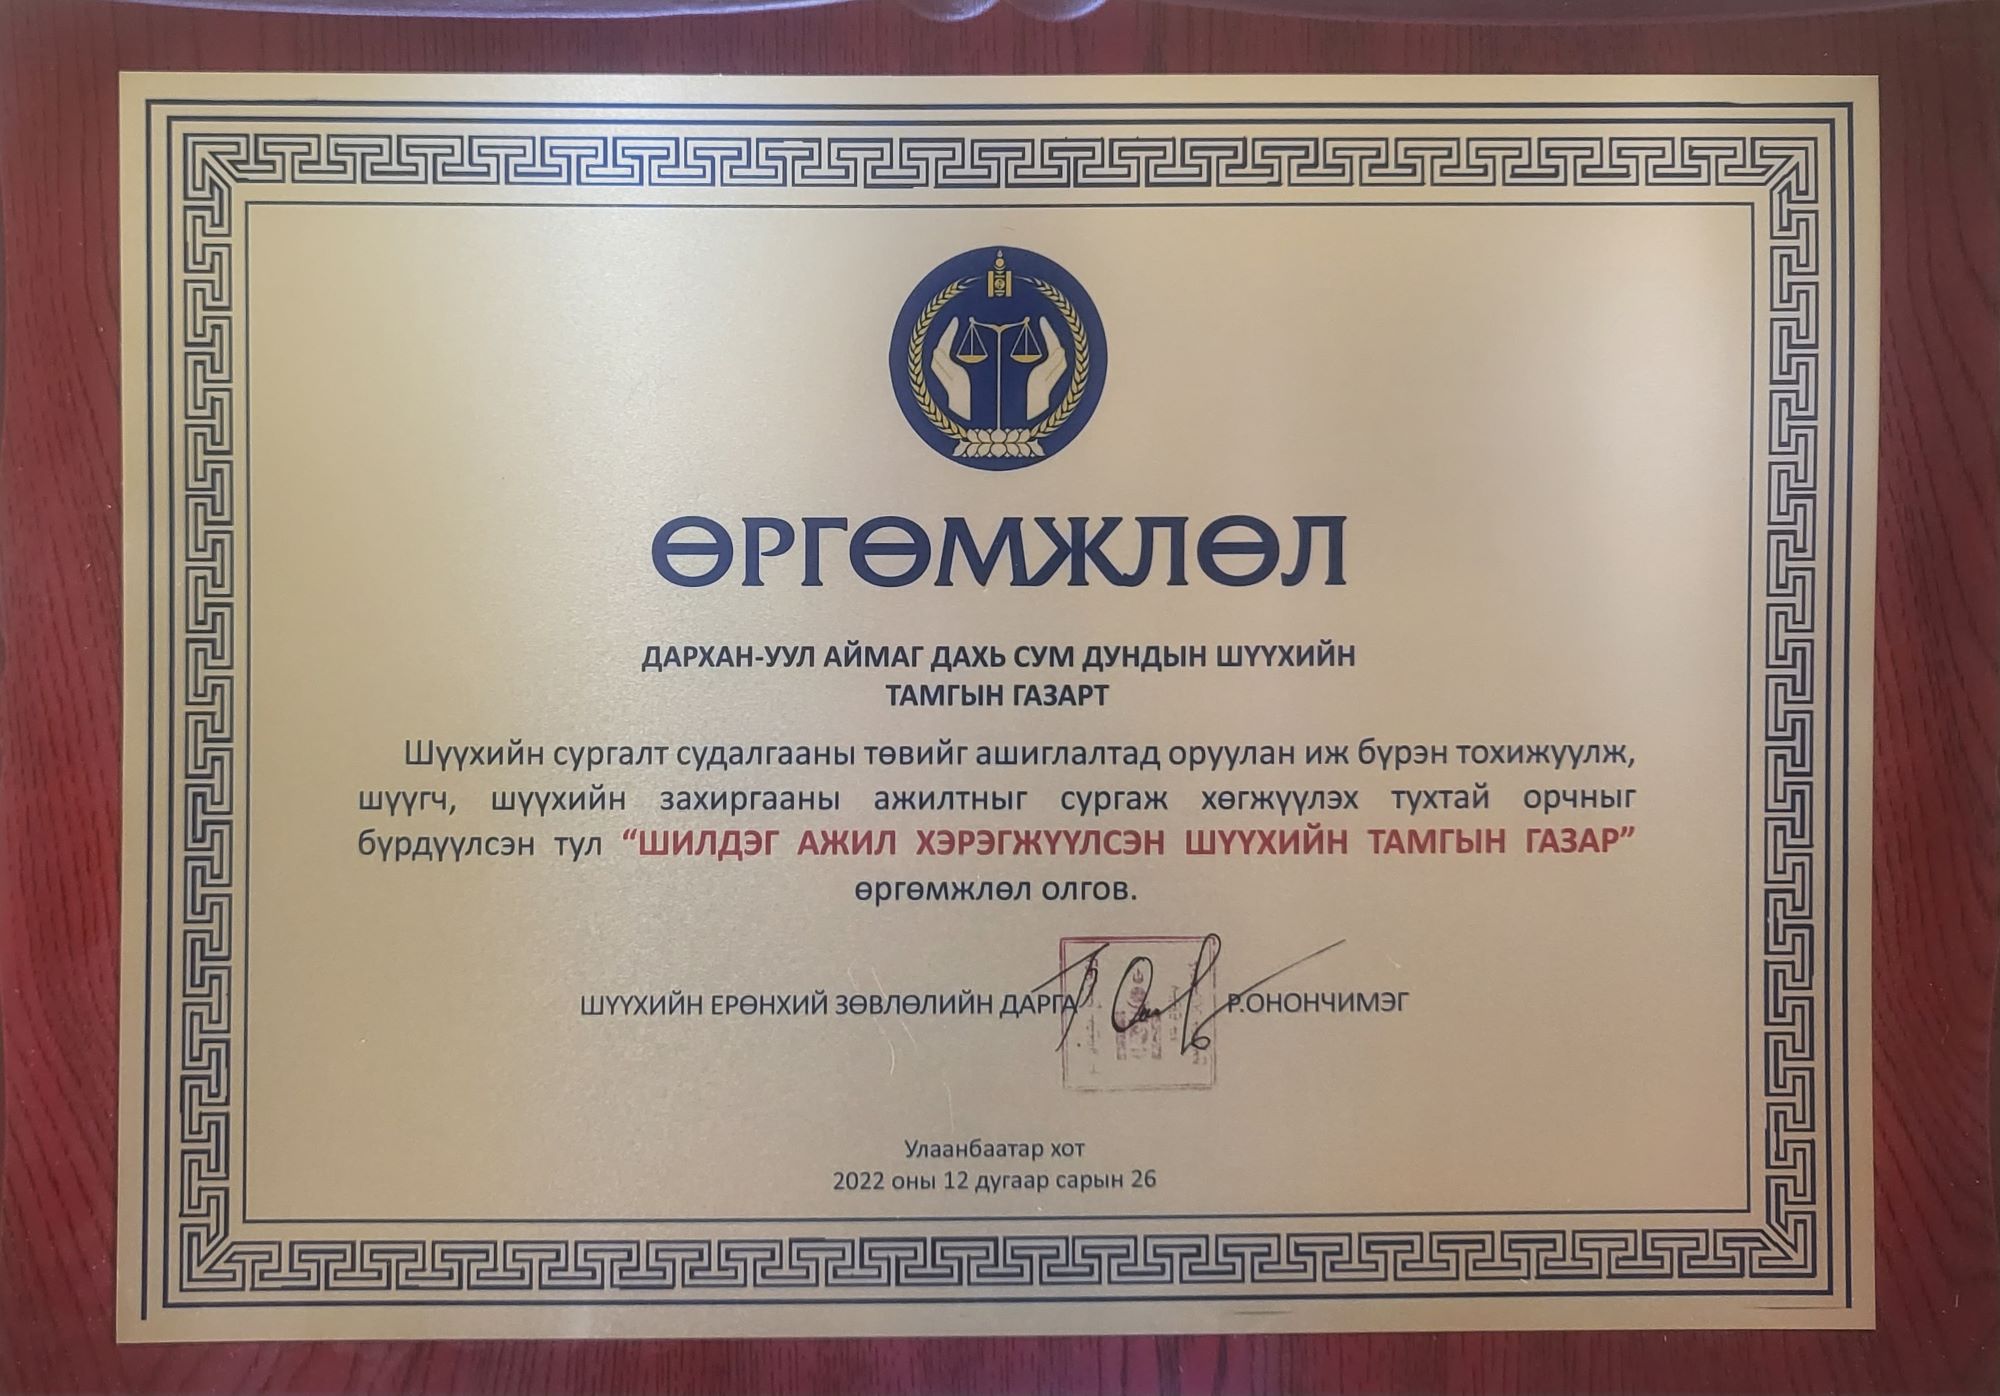 ӨРГӨМЖЛӨЛ
ДАРХАН-УУЛ АЙМАГ ДАХЬ СУМ ДУНДЫН ШҮҮХИЙН
ТАМГЫН ГАЗАРТ
Шүүхийн сургалт судалгааны төвийг ашиглалтад оруулан иж бүрэн тохижуулж,
шүүгч, шүүхийн захиргааны ажилтныг сургаж хөгжүүлэх тухтай орчныг
бүрдүүлсэн тул “ШИЛДЭГ АЖИЛ ХЭРЭГЖҮҮЛСЭН ШҮҮХИЙН ТАМГЫН ГАЗАР”
өргөмжлөл олгов.
ШҮҮХИЙН ЕРӨНХИЙ ЗӨВЛӨЛИЙН ДАРГА Р.ОНОНЧИМЭГ
Улаанбаатар хот
2022 оны 12 дугаар сарын 26